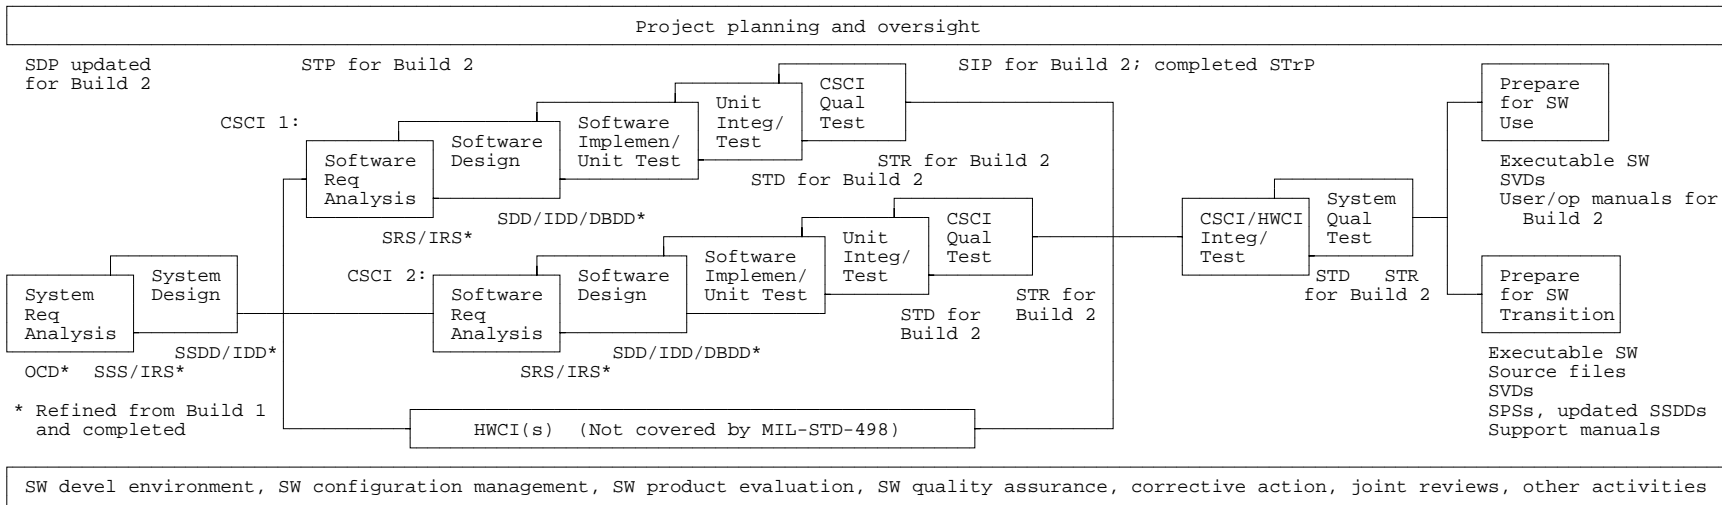 Project planning and oversight
SDP updated
for Build 2
STP for Build 2
SIP for Build 2; completed STrP
CSCI 1:
Software
Req
Analysis
Software
Design
Software
Implemen/
Unit Test
Unit
Integ/
Test
CSCI
Qual
Test
STR for Build 2
STD for Build 2
SDD/IDD/DBDD*
SRS/IRS*
CSCI 2:
Software
Req
Analysis
Software
Design
Software
Implemen/
Unit Test
Unit
Integ/
Test
CSCI
Qual
Test
STR for
Build 2
STD for
Build 2
SDD/IDD/DBDD*
SRS/IRS*
System
Req
Analysis
System
Design
SSDD/IDD*
OCD*   SSS/IRS*
* Refined from Build 1
and completed
HWCI(s)  (Not covered by MIL-STD-498)
CSCI/HWCI
Integ/
Test
System
Qual
Test
STD   STR
for Build 2
Prepare
for SW
Use
Executable SW
SVDs
User/op manuals for
Build 2
Prepare
for SW
Transition
Executable SW
Source files
SVDs
SPSs, updated SSDDs
Support manuals
SW devel environment, SW configuration management, SW product evaluation, SW quality assurance, corrective action, joint reviews, other activities